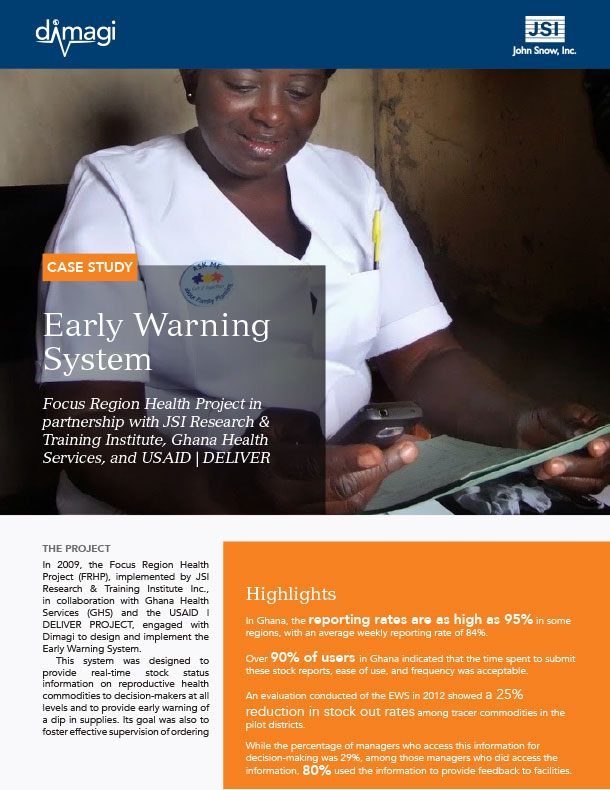 dimagi
JSI
John Snow, Inc.
ASK ME
about Family Planning
CASE STUDY
Early Warning
System
Focus Region Health Project in
partnership with JSI Research &
Training Institute, Ghana Health
Services, and USAID | DELIVER
THE PROJECT
In 2009, the Focus Region Health
Project (FRHP), implemented by JSI
Research & Training Institute Inc.,
in collaboration with Ghana Health
Services (GHS) and the USAID |
DELIVER PROJECT, engaged with
Dimagi to design and implement the
Early Warning System.
This system was designed to
provide real-time stock status
information on reproductive health
commodities to decision-makers at all
levels and to provide early warning of
a dip in supplies. Its goal was also to
foster effective supervision of ordering
Highlights
In Ghana, the reporting rates are as high as 95% in some
regions, with an average weekly reporting rate of 84%.
Over 90% of users in Ghana indicated that the time spent to submit
these stock reports, ease of use, and frequency was acceptable.
An evaluation conducted of the EWS in 2012 showed a 25%
reduction in stock out rates among tracer commodities in the
pilot districts.
While the percentage of managers who access this information for
decision-making was 29%, among those managers who did access the
information, 80% used the information to provide feedback to facilities.